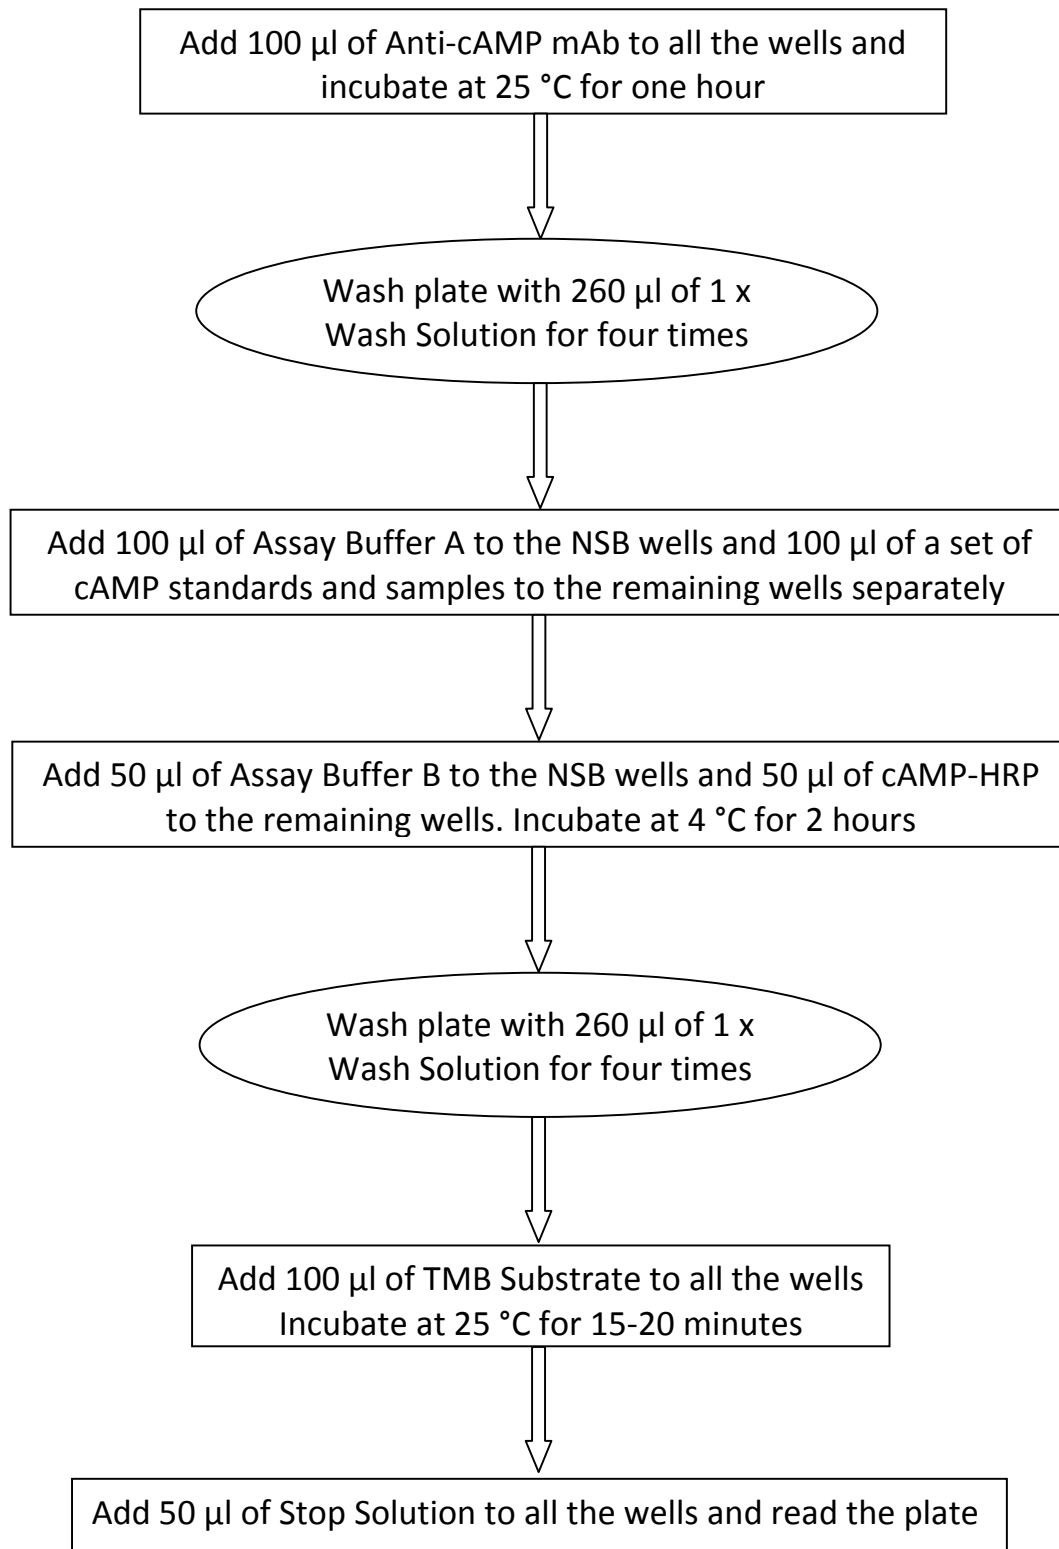 Add 100 µl of Anti-cAMP mAb to all the wells and
incubate at 25 °C for one hour
Wash plate with 260 µl of 1 x
Wash Solution for four times
Add 100 µl of Assay Buffer A to the NSB wells and 100 µl of a set of
cAMP standards and samples to the remaining wells separately
Add 50 µl of Assay Buffer B to the NSB wells and 50 µl of cAMP-HRP
to the remaining wells. Incubate at 4 °C for 2 hours
Wash plate with 260 µl of 1 x
Wash Solution for four times
Add 100 µl of TMB Substrate to all the wells
Incubate at 25 °C for 15-20 minutes
Add 50 µl of Stop Solution to all the wells and read the plate